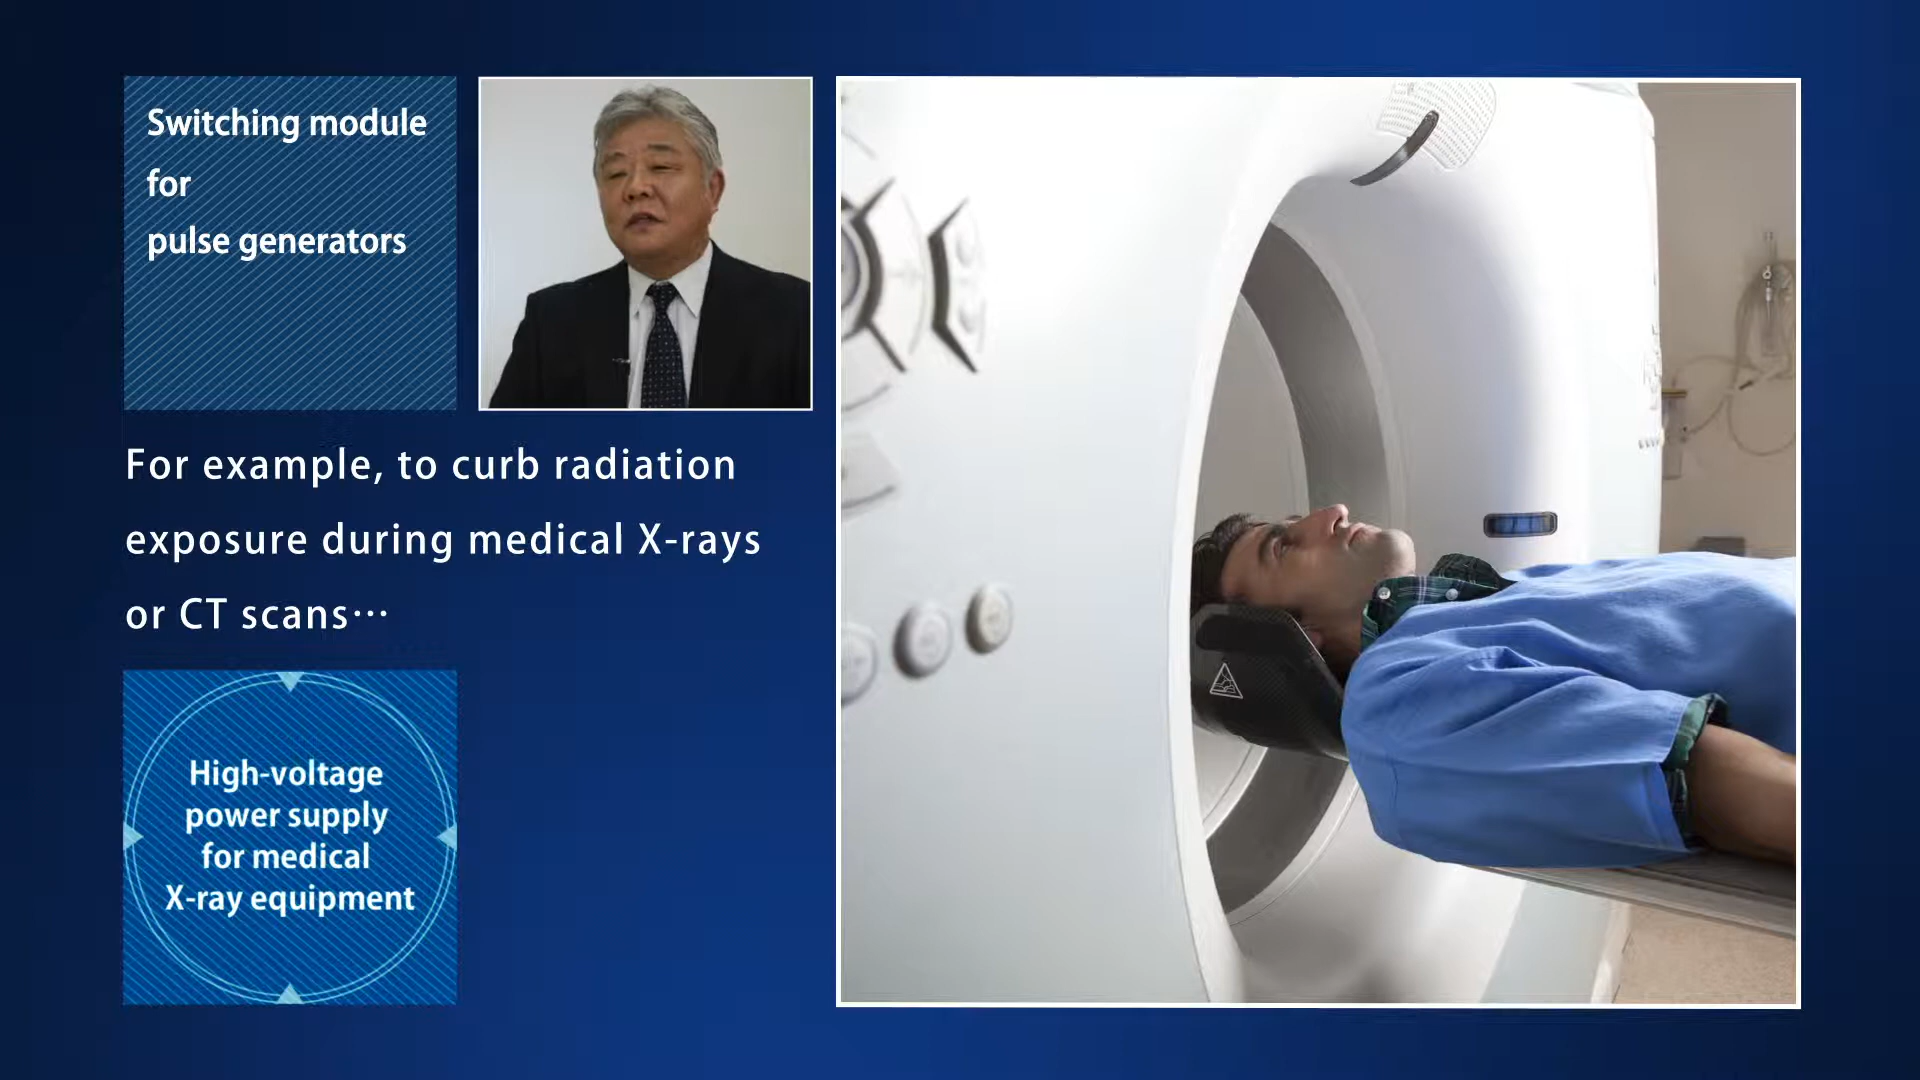 Switching module
for
pulse generators
For example, to curb radiation
exposure during medical X-rays
or CT scans…
High-voltage
power supply
for medical
X-ray equipment